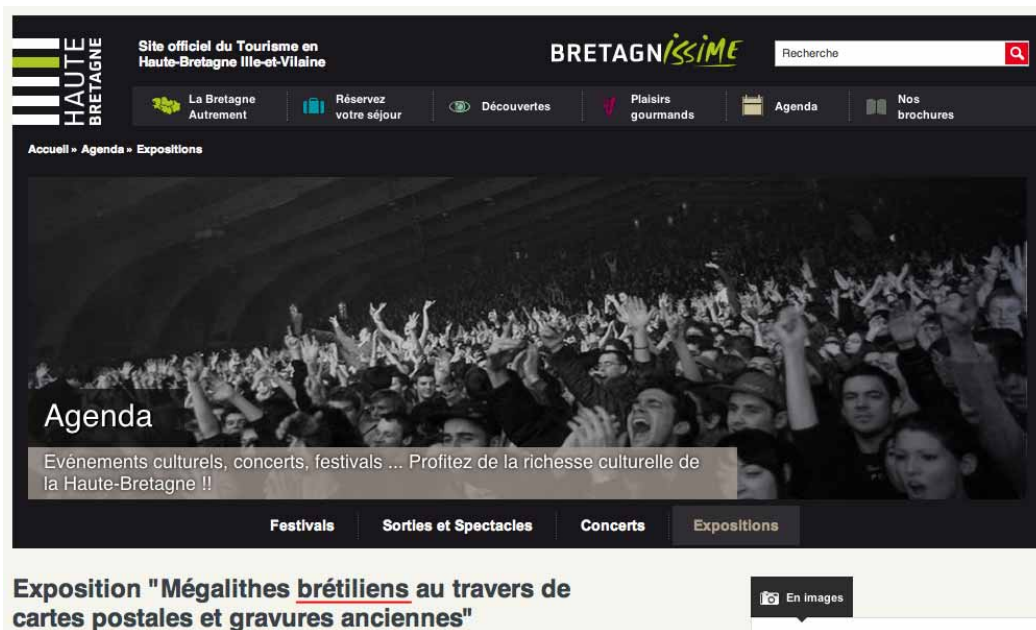 HAUTE
BRETAGNE
Site officiel du Tourisme en
Haute-Bretagne Ille-et-Vilaine
BRETAGNISSIME
Recherche
La Bretagne
Autrement
Réservez
votre séjour
Découvertes
Plaisirs
gourmands
Agenda
Nos
brochures
Accueil » Agenda » Expositions
Agenda
Evénements culturels, concerts, festivals ... Profitez de la richesse culturelle de
la Haute-Bretagne !!
Festivals
Sorties et Spectacles
Concerts
Expositions
Exposition "Mégalithes brétiliens au travers de
cartes postales et gravures anciennes"
En images